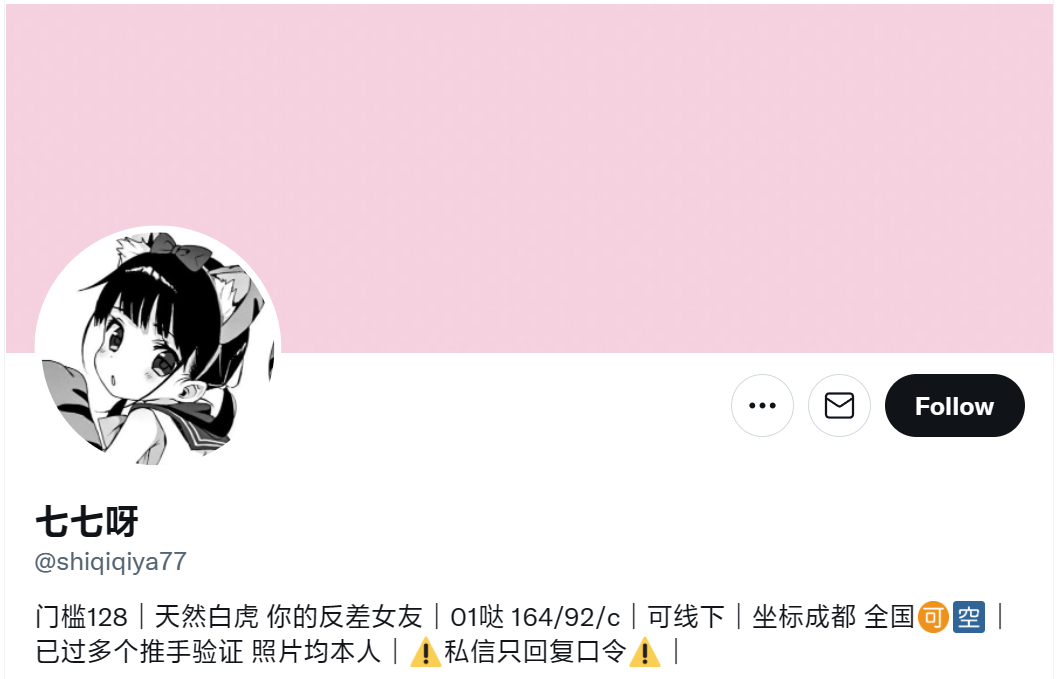 Follow
七七呀
@shiqiqiya77
门槛128｜天然白虎 你的反差女友｜01哒 164/92/c｜可线下｜坐标成都 全国🉑🈳｜
已过多个推手验证 照片均本人｜⚠️私信只回复口令⚠️｜